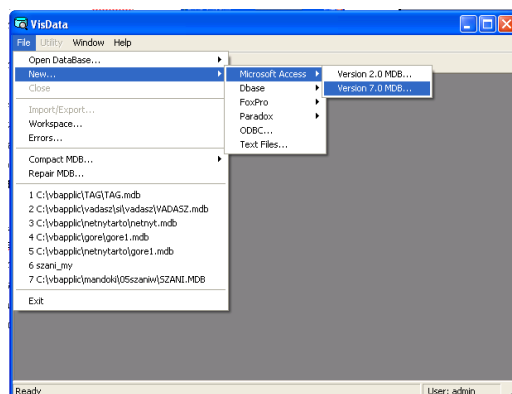 VisData
File Utility Window Help
Open DataBase...
New...
Close
Import/Export...
Workspace...
Errors...
Compact MDB...
Repair MDB...
1 C:\vbapplic\TAG\TAG.mdb
2 C:\vbapplic\vadasz\si\vadasz\VADASZ.mdb
3 C:\vbapplic\netnytarto\netnyt.mdb
4 C:\vbapplic\gore\gore1.mdb
5 C:\vbapplic\netnytarto\gore1.mdb
6 szani_my
7 C:\vbapplic\mandoki\05szaniw\SZANI.MDB
Exit
Microsoft Access
Dbase
FoxPro
Paradox
ODBC...
Text Files...
Version 2.0 MDB...
Version 7.0 MDB...
Ready User: admin